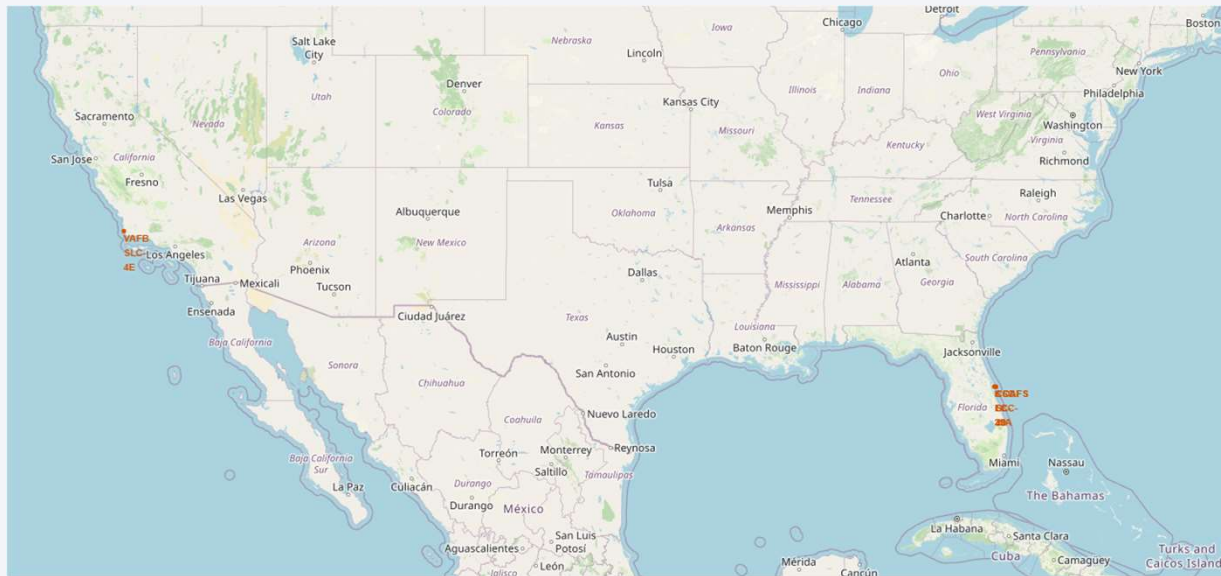 Detroit
Boston
Chicago
Iowa
Salt Lake
City
Nebraska
Lincoln
Pennsylvania
New York
Denver
Utah
Ohio
Illinois
Indiana
Philadelphia
Kansas City
Colorado
Sacramento
Nevada
Kansas
Missouri
West Virginia
Washington
Kentucky
Virginia
San Jose
California
Richmond
Fresno
Las Vegas
Tulsa
Raleigh
Tennessee
Albuquerque
Memphis
Charlotte
Oklahoma
North Carolina
Arkansas
VAFB
SLC-
4E
Los Angeles
Arizona
New Mexico
Phoenix
Atlanta
South Carolina
Dallas
Tijuana
Mexicali
Tucson
Mississippi
Alabama
Georgia
Ensenada
Ciudad Juárez
Texas
Louisiana
Baja California
Austin
Houston
Baton Rouge
Jacksonville
Sonora
San Antonio
Chihuahua
Florida
Coahuila
Nuevo Laredo
Reynosa
Torreón
Monterrey
Baja California
Sur
Saltillo
Tamaulipas
Miami
Nassau
La Paz
Culiacán
Durango
The Bahamas
Durango
México
La Habana
Santa Clara
San Luis
Potosí
Aguascalientes
Cuba
Turks and
Caicos Island
León
Mérida
Camagüey
Jalisco
Cancún